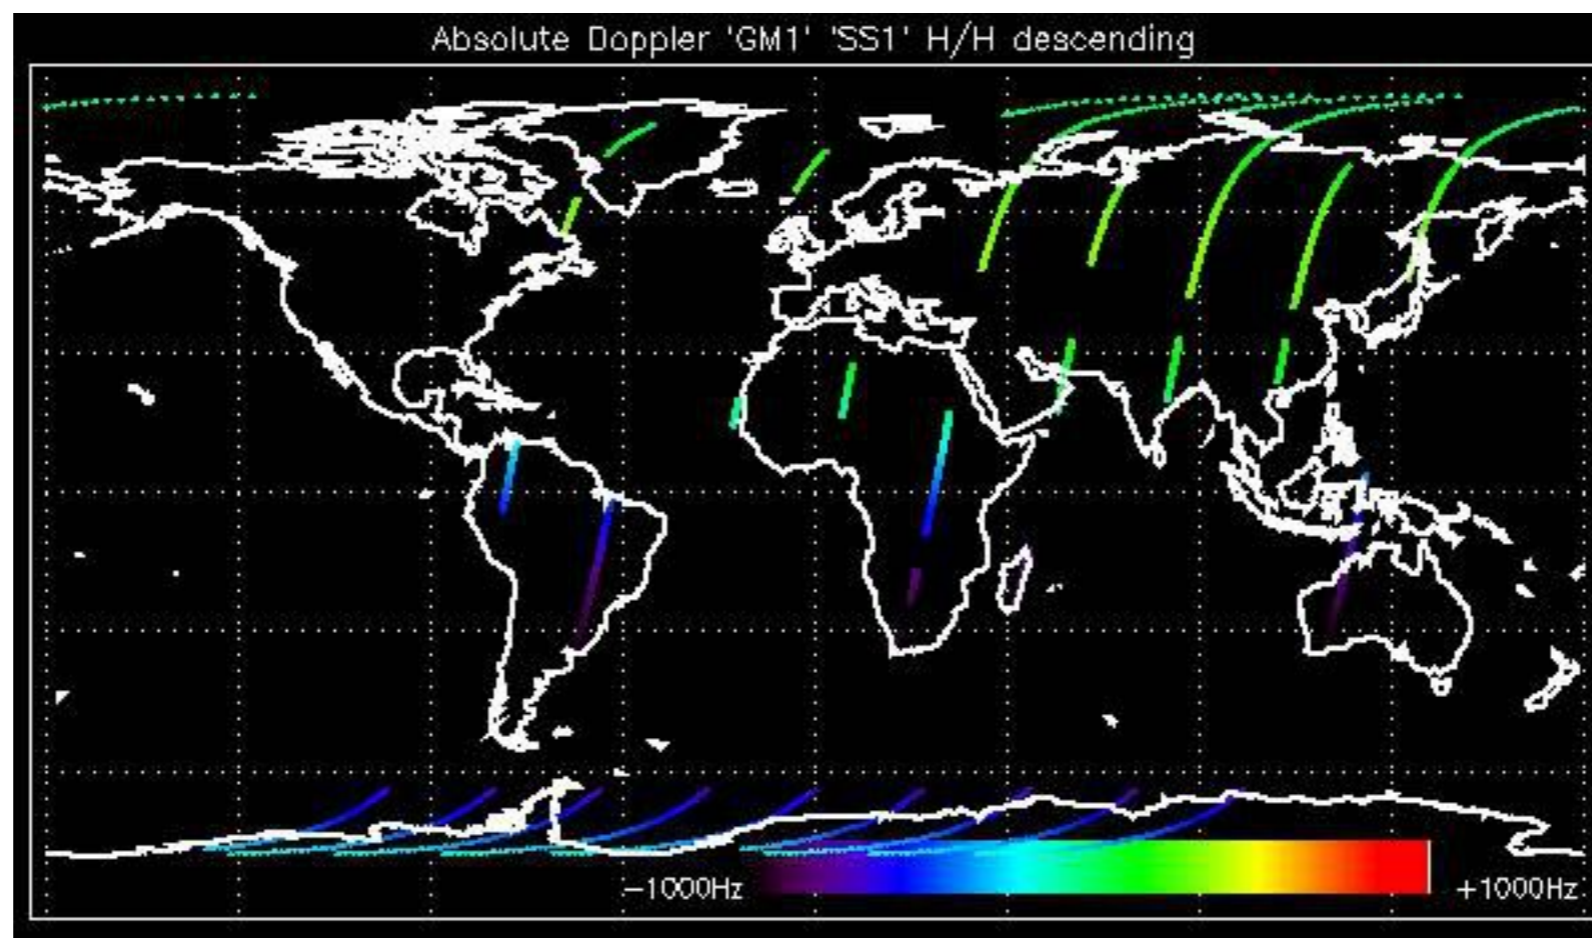 Absolute Doppler 'GM1' 'SS1' H/H descending
−1000Hz +1000Hz